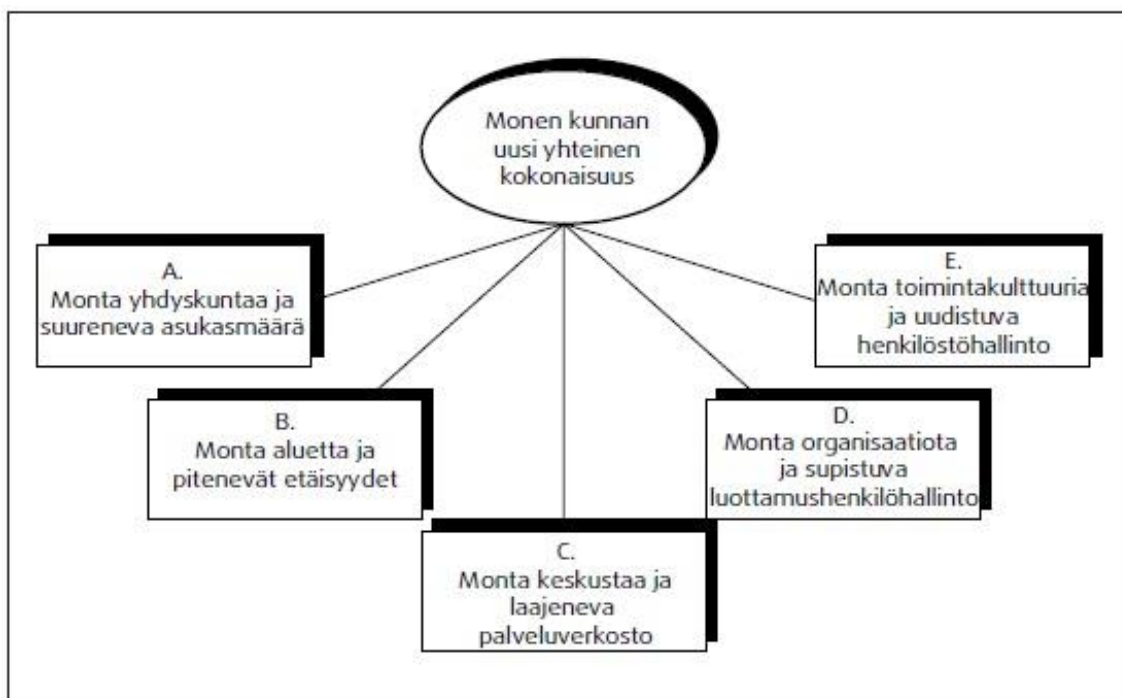 Monen kunnan
uusi yhteinen
kokonaisuus
A.
Monta yhdyskuntaa ja
suureneva asukasmäärä
B.
Monta aluetta ja
pitenevät etäisyydet
C.
Monta keskustaa ja
laajeneva
palveluverkosto
D.
Monta organisaatiota
ja supistuva
luottamushenkilöhallinto
E.
Monta toimintakulttuuria
ja uudistuva
henkilöstöhallinto